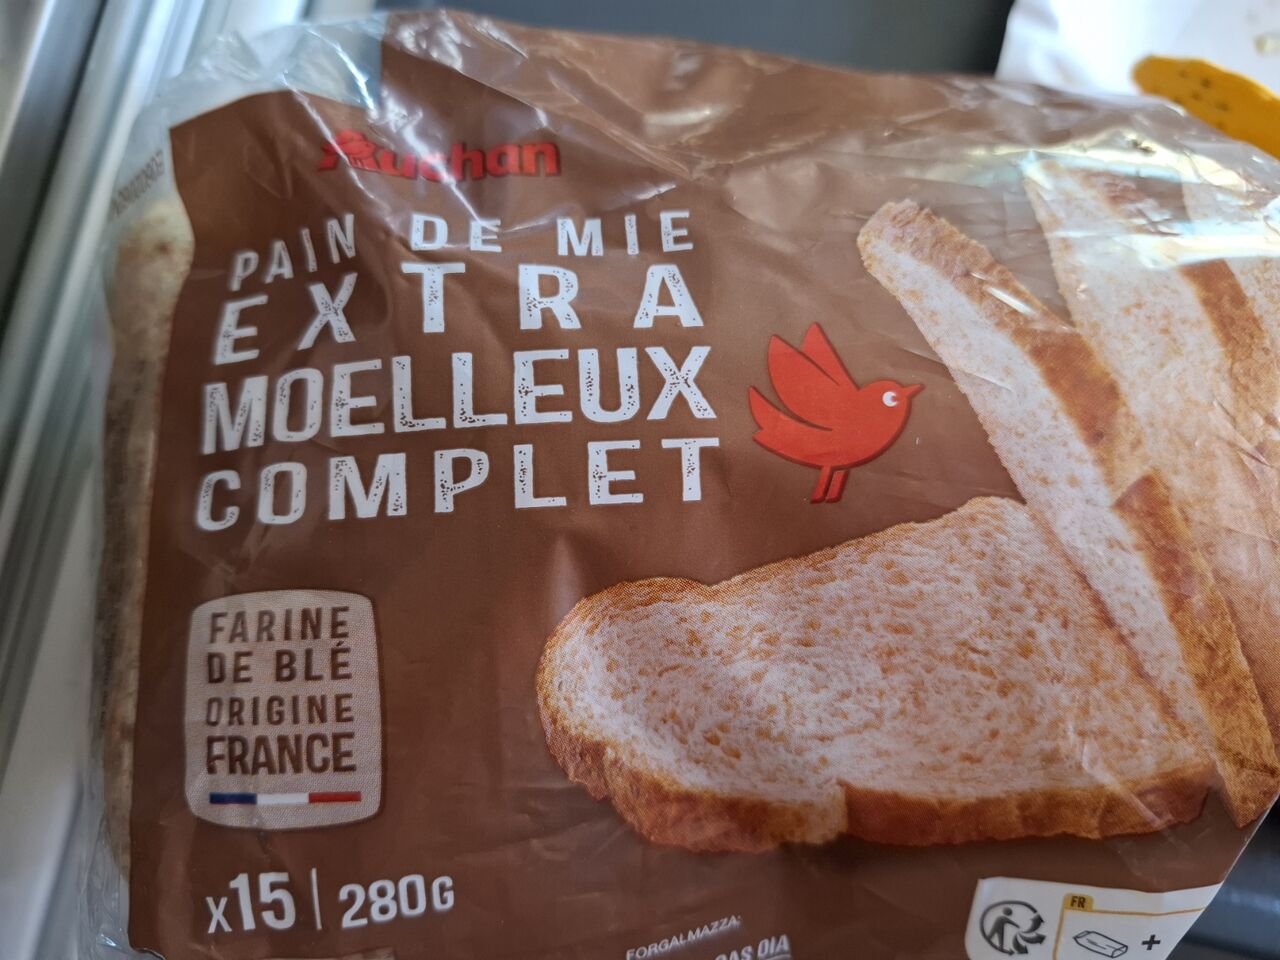 Auchan
PAIN DE MIE
EXTRA
MOELLEUX
COMPLET
FARINE
DE BLÉ
ORIGINE
FRANCE
x15 | 280G
FORGALMAZZA:
FR
+